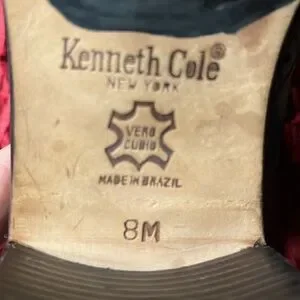 Kenneth Cole®
NEW YORK
VERO
CUOIO
MADE IN BRAZIL
8M